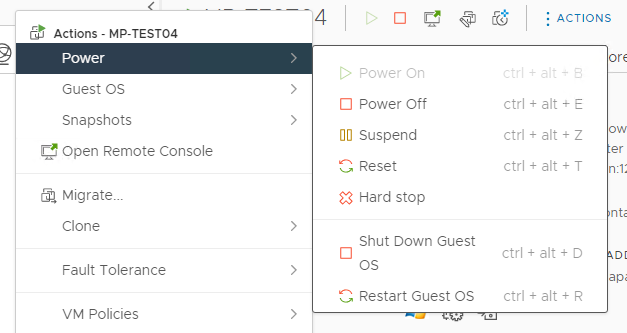 MP-TEST04
ACTIONS
Actions - MP-TEST04
Power
Guest OS
Snapshots
Open Remote Console
Migrate...
Clone
Fault Tolerance
VM Policies
Power On ctrl + alt + B
Power Off ctrl + alt + E
Suspend ctrl + alt + Z
Reset ctrl + alt + T
Hard stop
Shut Down Guest
OS
ctrl + alt + D
Restart Guest OS ctrl + alt + R